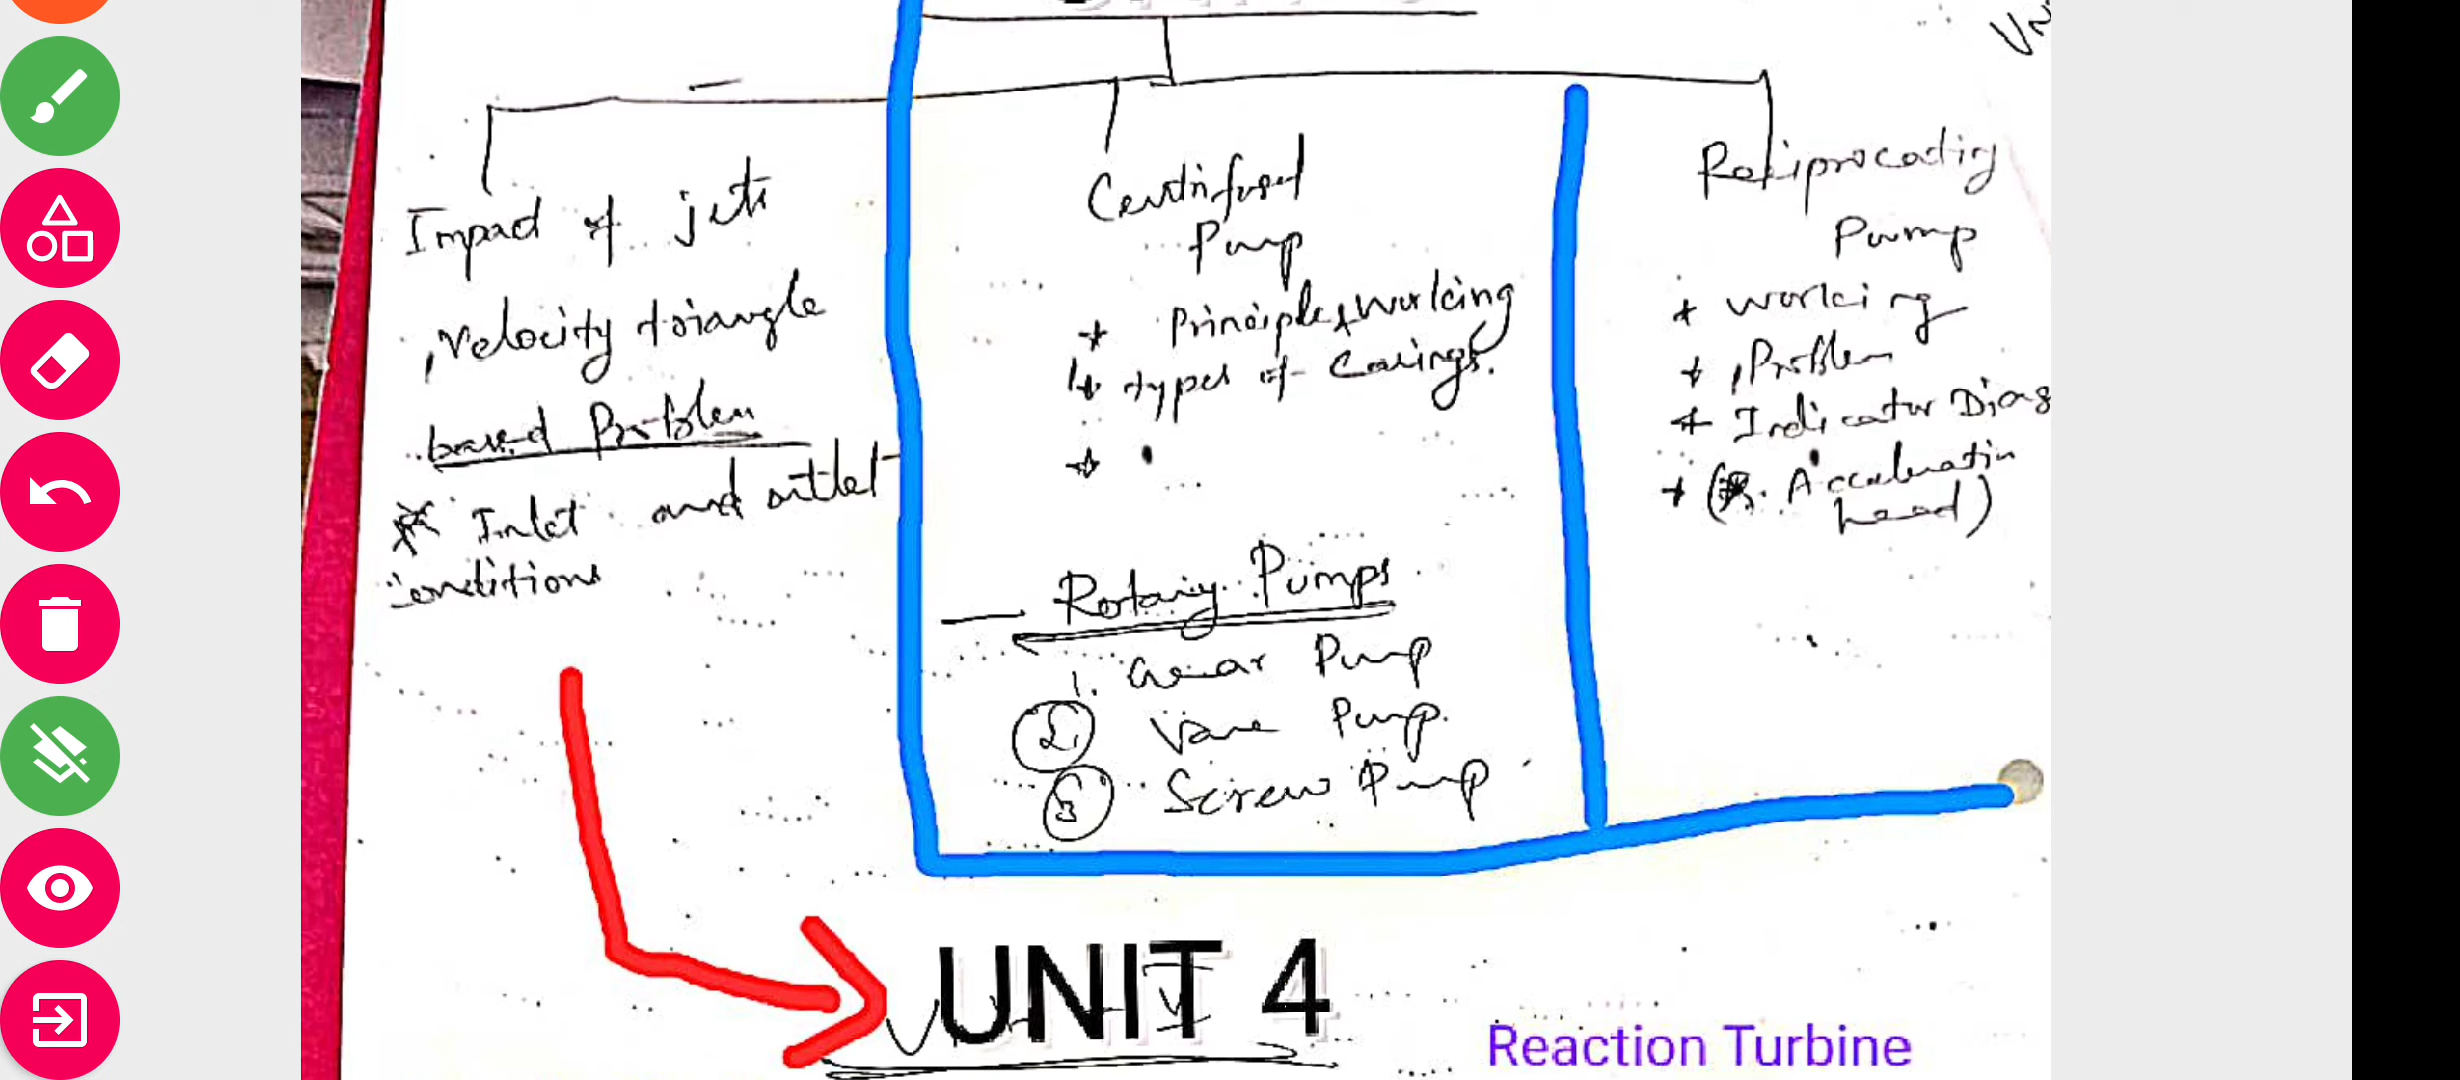 Impact of jets
velocity triangle
based Problem
* Inlet and outlet
conditions
Centrifugal
Pump
* Principle & working
* types of Casings.
*
Rotary Pumps
1. Gear Pump
2. Vane Pump.
3 Screw Pump
Reciprocating
Pump
* working
* Problem
* Indicator Diag
* ( Acceleration
head)
UNIT 4
Reaction Turbine